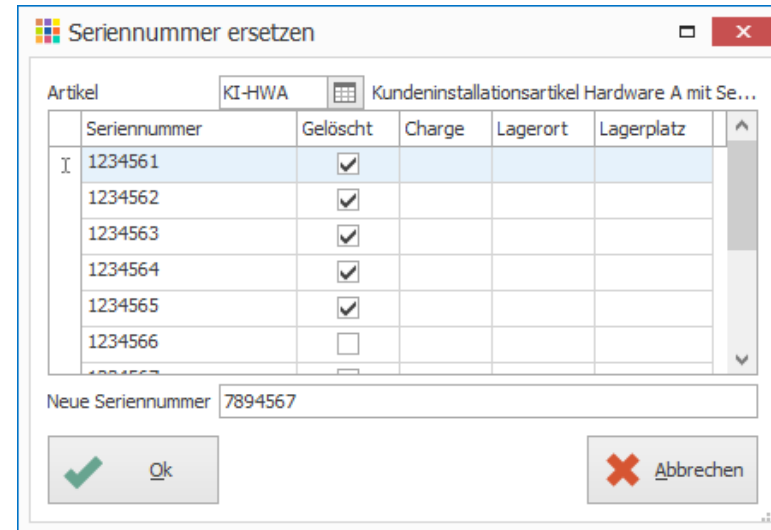 Seriennummer ersetzen
Artikel KI-HWA Kundeninstallationsartikel Hardware A mit Se...
Seriennummer Gelöscht Charge Lagerort Lagerplatz
1234561
1234562
1234563
1234564
1234565
1234566
Neue Seriennummer 7894567
Ok Abbrechen